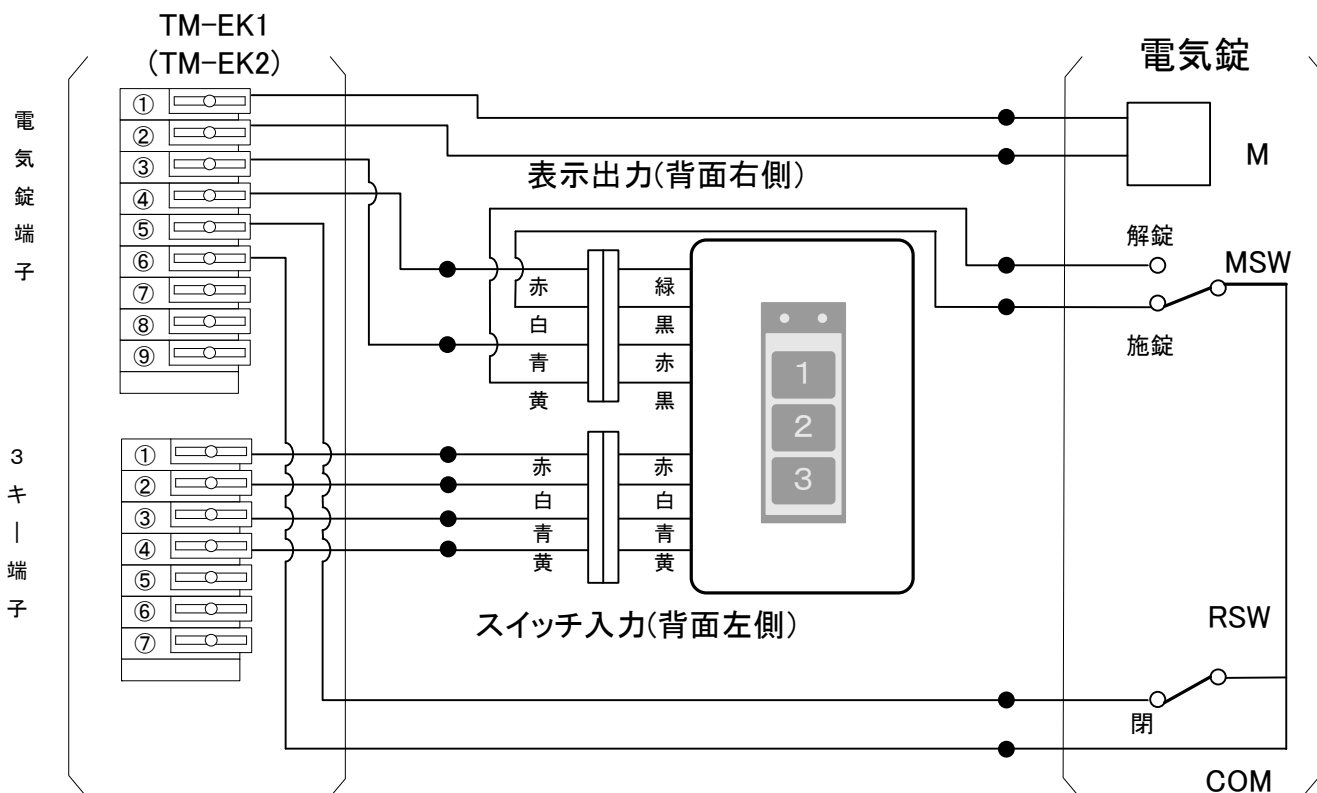 TM-EK1
(TM-EK2)
電気錠
電気錠端子
①
②
③
④
⑤
⑥
⑦
⑧
⑨
M
表示出力(背面右側)
解錠
MSW
施錠
赤 緑
白 黒
青 赤
黄 黒
1
2
3
3キー端子
①
②
③
④
⑤
⑥
⑦
赤 赤
白 白
青 青
黄 黄
スイッチ入力(背面左側)
RSW
閉
COM